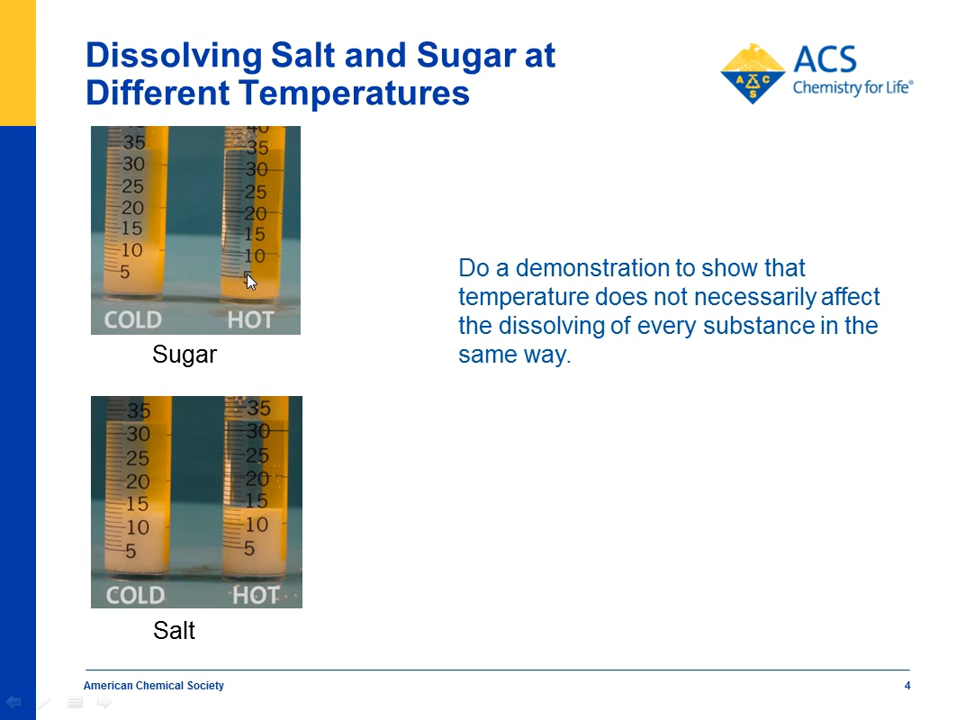 Dissolving Salt and Sugar at
Different Temperatures
ACS
Chemistry for Life®
A C S
40
35
35
30
30
25
25
20
20
15
15
10
10
5
5
COLD HOT
Sugar
Do a demonstration to show that
temperature does not necessarily affect
the dissolving of every substance in the
same way.
35
35
30
30
25
25
20
20
15
15
10
10
5
5
COLD HOT
Salt
American Chemical Society
4